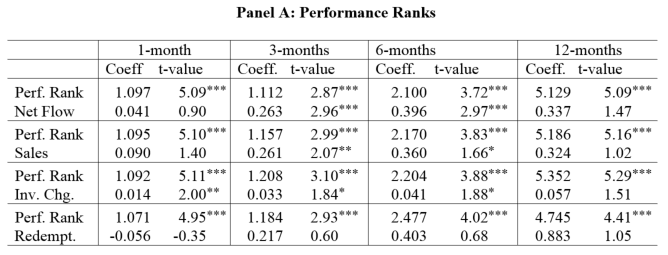 Panel A: Performance Ranks
1-month 3-months 6-months 12-months
Coeff t-value Coeff. t-value Coeff. t-value Coeff. t-value
Perf. Rank 1.097 5.09*** 1.112 2.87*** 2.100 3.72*** 5.129 5.09***
Net Flow 0.041 0.90 0.263 2.96*** 0.396 2.97*** 0.337 1.47
Perf. Rank 1.095 5.10*** 1.157 2.99*** 2.170 3.83*** 5.186 5.16***
Sales 0.090 1.40 0.261 2.07** 0.360 1.66* 0.324 1.02
Perf. Rank 1.092 5.11*** 1.208 3.10*** 2.204 3.88*** 5.352 5.29***
Inv. Chg. 0.014 2.00** 0.033 1.84* 0.041 1.88* 0.057 1.51
Perf. Rank 1.071 4.95*** 1.184 2.93*** 2.477 4.02*** 4.745 4.41***
Redempt. -0.056 -0.35 0.217 0.60 0.403 0.68 0.883 1.05